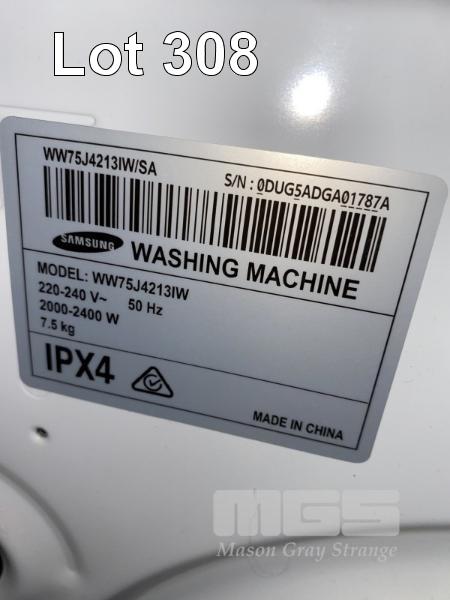 Lot 308
WW75J4213IW/SA
S/N : 0DUG5ADGA01787A
SAMSUNG WASHING MACHINE
MODEL: WW75J4213IW
220-240 V~ 50 Hz
2000-2400 W
7.5 kg
IPX4
MADE IN CHINA
MGS
Mason Gray Strange